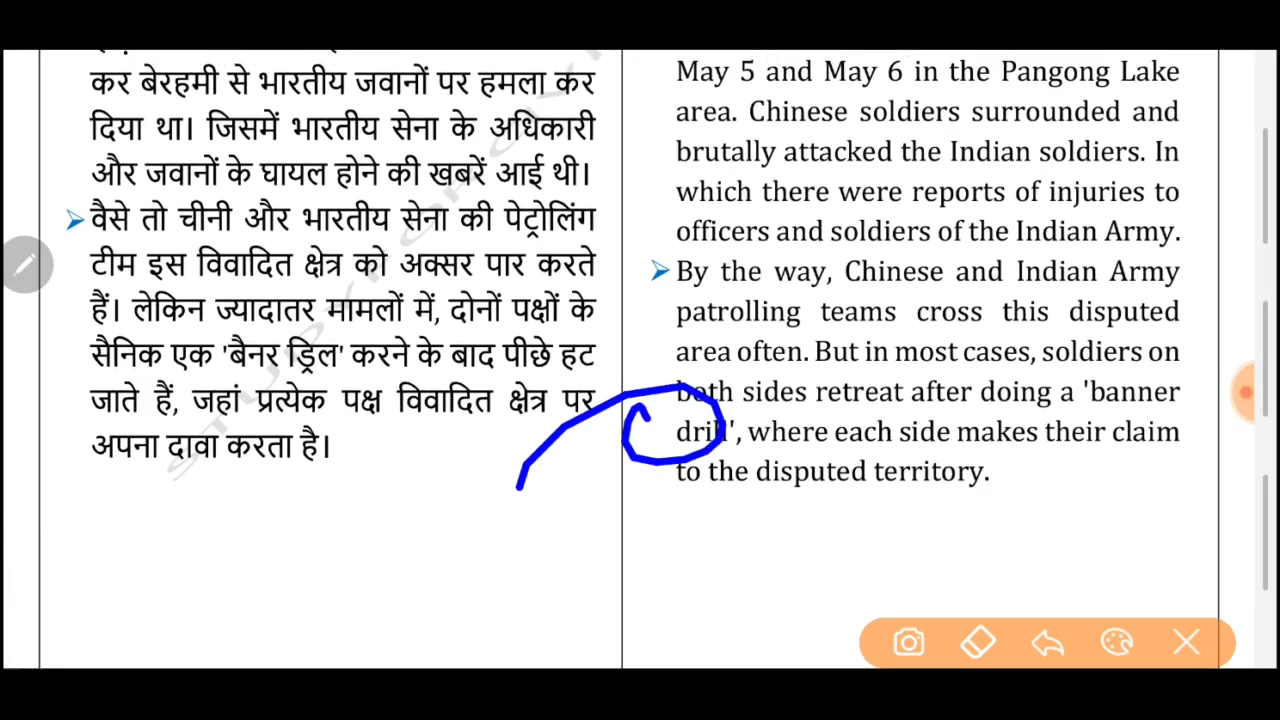 कर बेरहमी से भारतीय जवानों पर हमला कर
दिया था। जिसमें भारतीय सेना के अधिकारी
और जवानों के घायल होने की खबरें आई थी।
➢ वैसे तो चीनी और भारतीय सेना की पेट्रोलिंग
टीम इस विवादित क्षेत्र को अक्सर पार करते
हैं। लेकिन ज्यादातर मामलों में, दोनों पक्षों के
सैनिक एक 'बैनर ड्रिल' करने के बाद पीछे हट
जाते हैं, जहां प्रत्येक पक्ष विवादित क्षेत्र पर
अपना दावा करता है।
May 5 and May 6 in the Pangong Lake
area. Chinese soldiers surrounded and
brutally attacked the Indian soldiers. In
which there were reports of injuries to
officers and soldiers of the Indian Army.
➢ By the way, Chinese and Indian Army
patrolling teams cross this disputed
area often. But in most cases, soldiers on
both sides retreat after doing a 'banner
drill', where each side makes their claim
to the disputed territory.